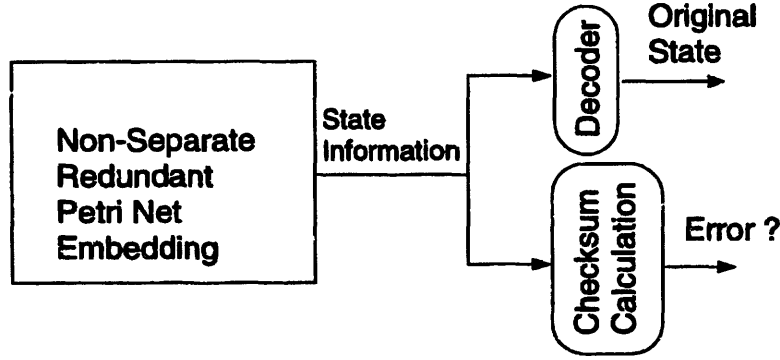 Non-Separate
Redundant
Petri Net
Embedding
State
Information
Decoder
Original
State
Checksum
Calculation
Error ?